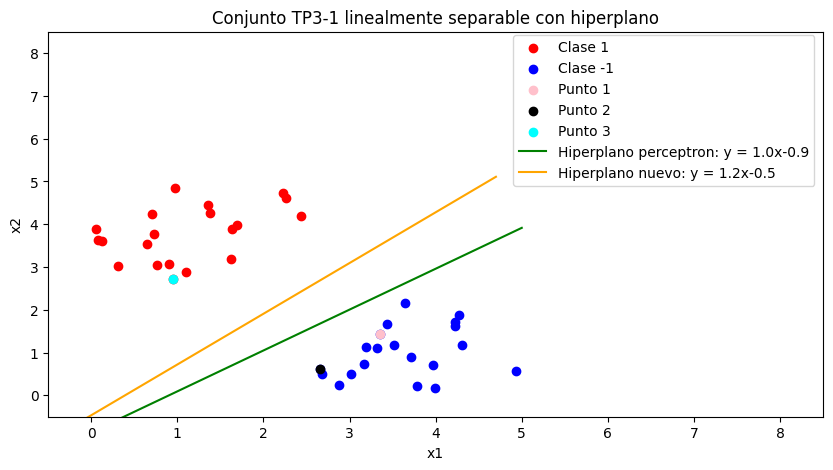 Conjunto TP3-1 linealmente separable con hiperplano
Clase 1
Clase -1
Punto 1
Punto 2
Punto 3
Hiperplano perceptron: y = 1.0x-0.9
Hiperplano nuevo: y = 1.2x-0.5
x2
8
7
6
5
4
3
2
1
0
0 1 2 3 4 5 6 7 8
x1